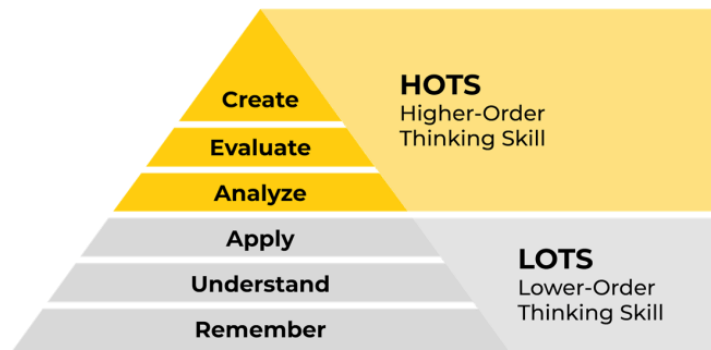 Create
Evaluate
Analyze
Apply
Understand
Remember
HOTS
Higher-Order
Thinking Skill
LOTS
Lower-Order
Thinking Skill